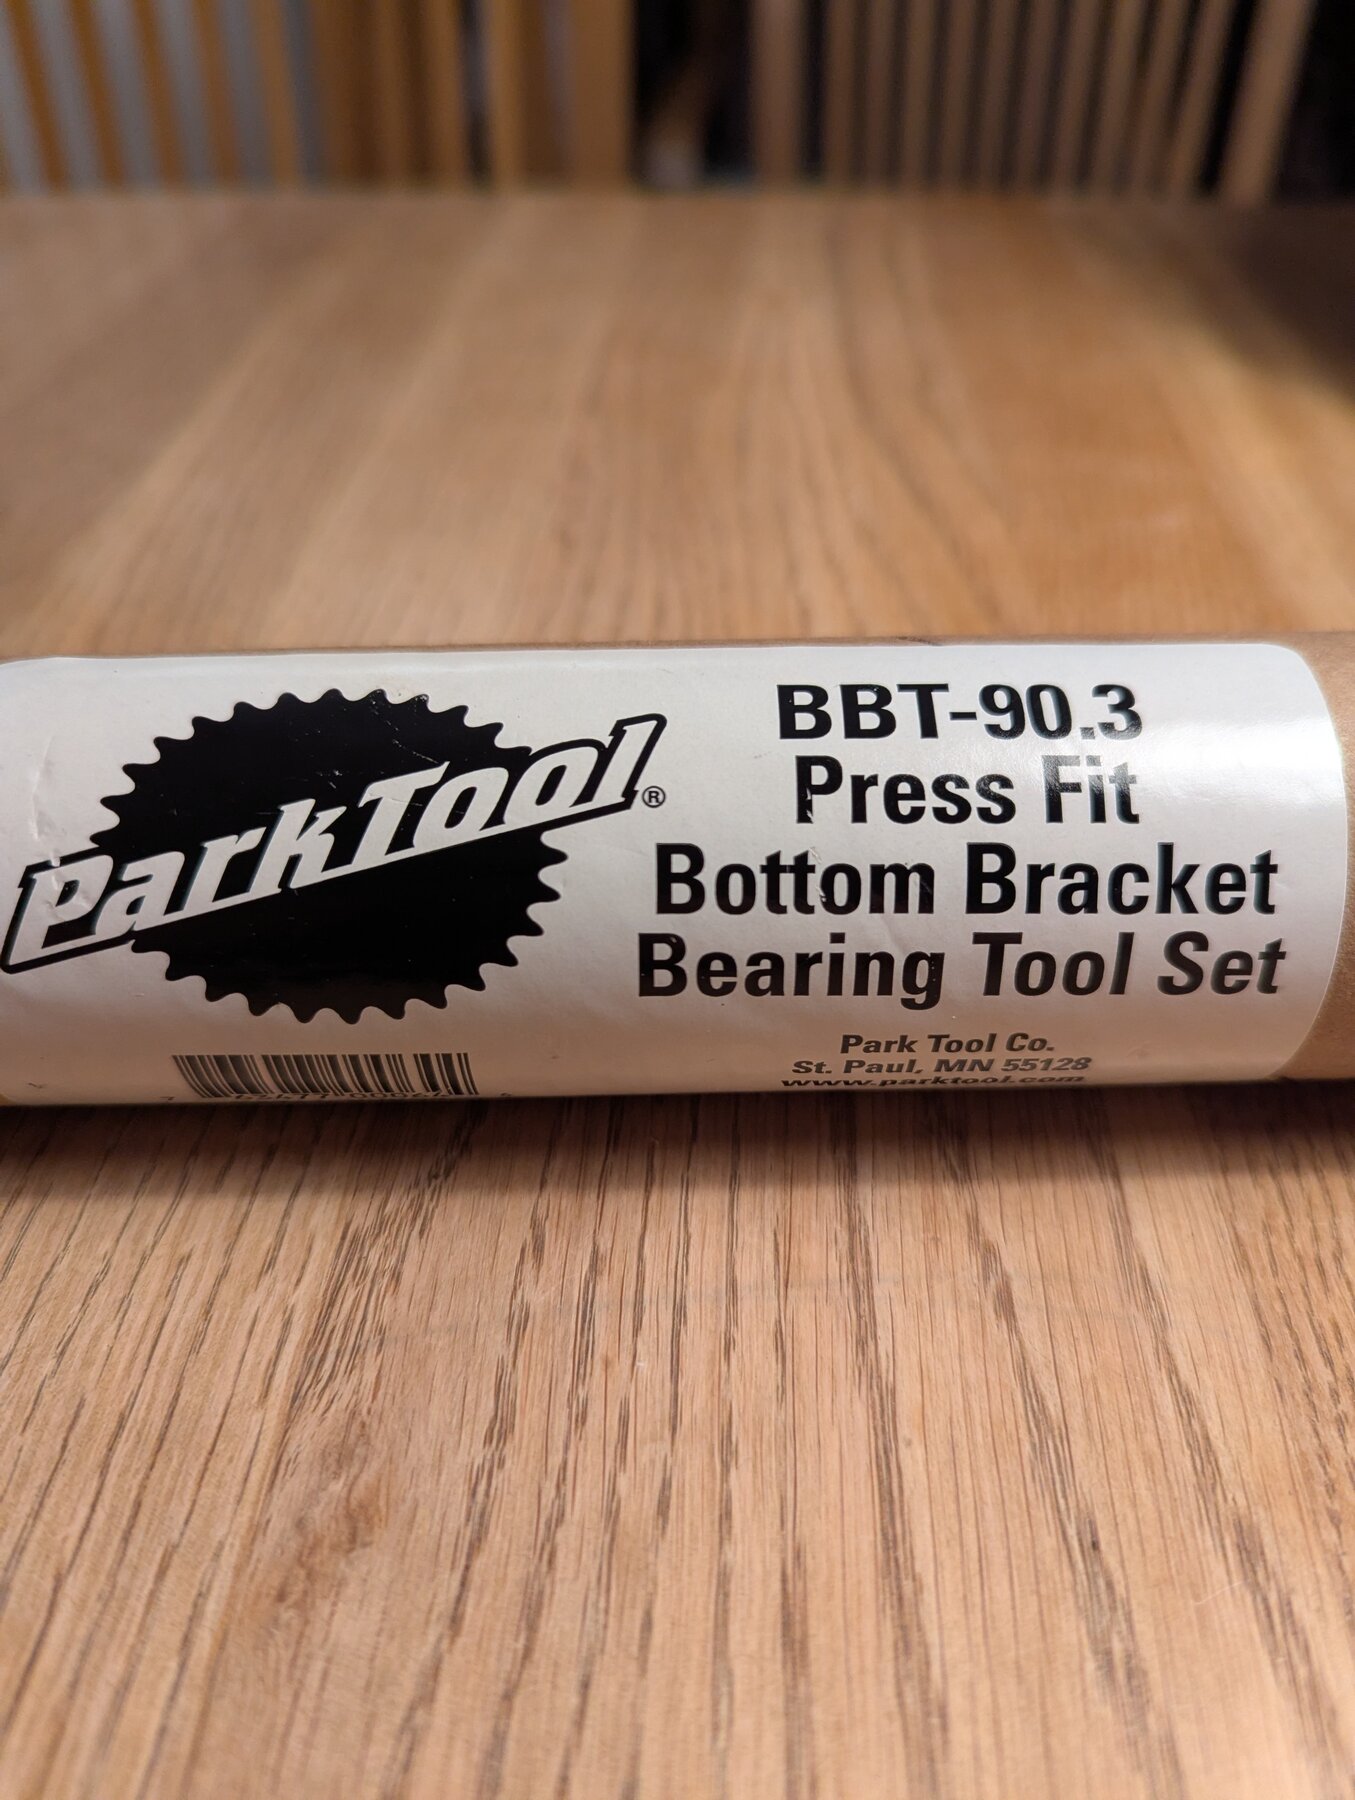 ParkTool®
BBT-90.3
Press Fit
Bottom Bracket
Bearing Tool Set
Park Tool Co.
St. Paul, MN 55128
www.parktool.com